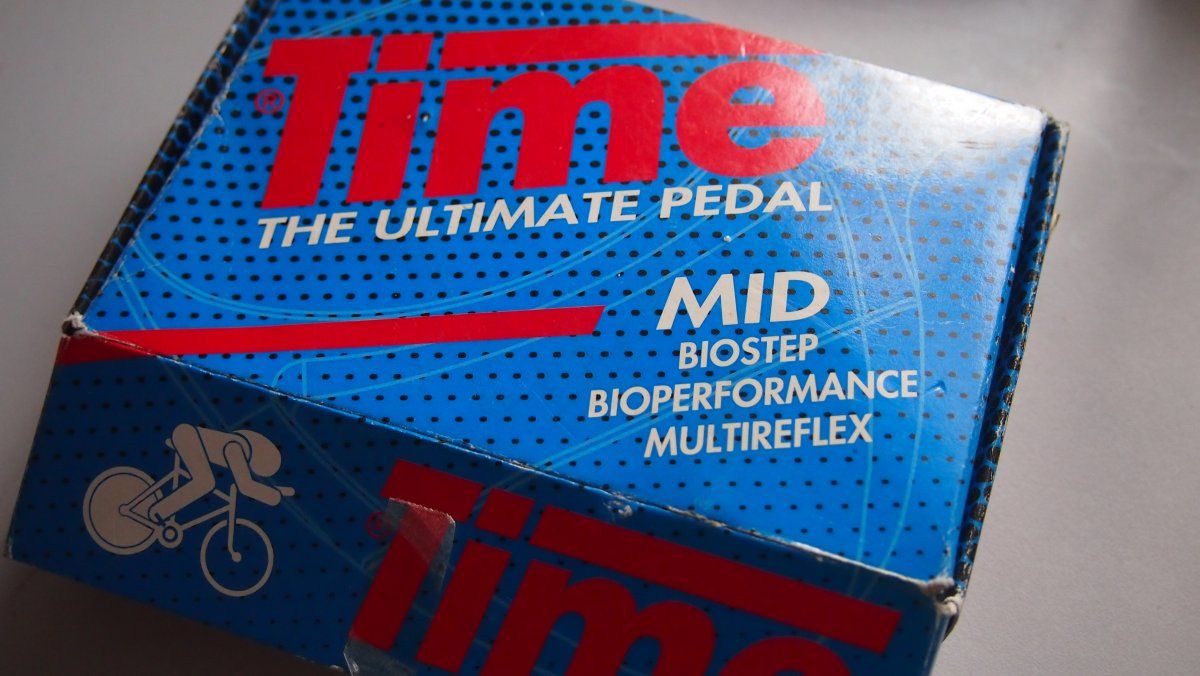 Time
®
THE ULTIMATE PEDAL
MID
BIOSTEP
BIOPERFORMANCE
MULTIREFLEX
Time